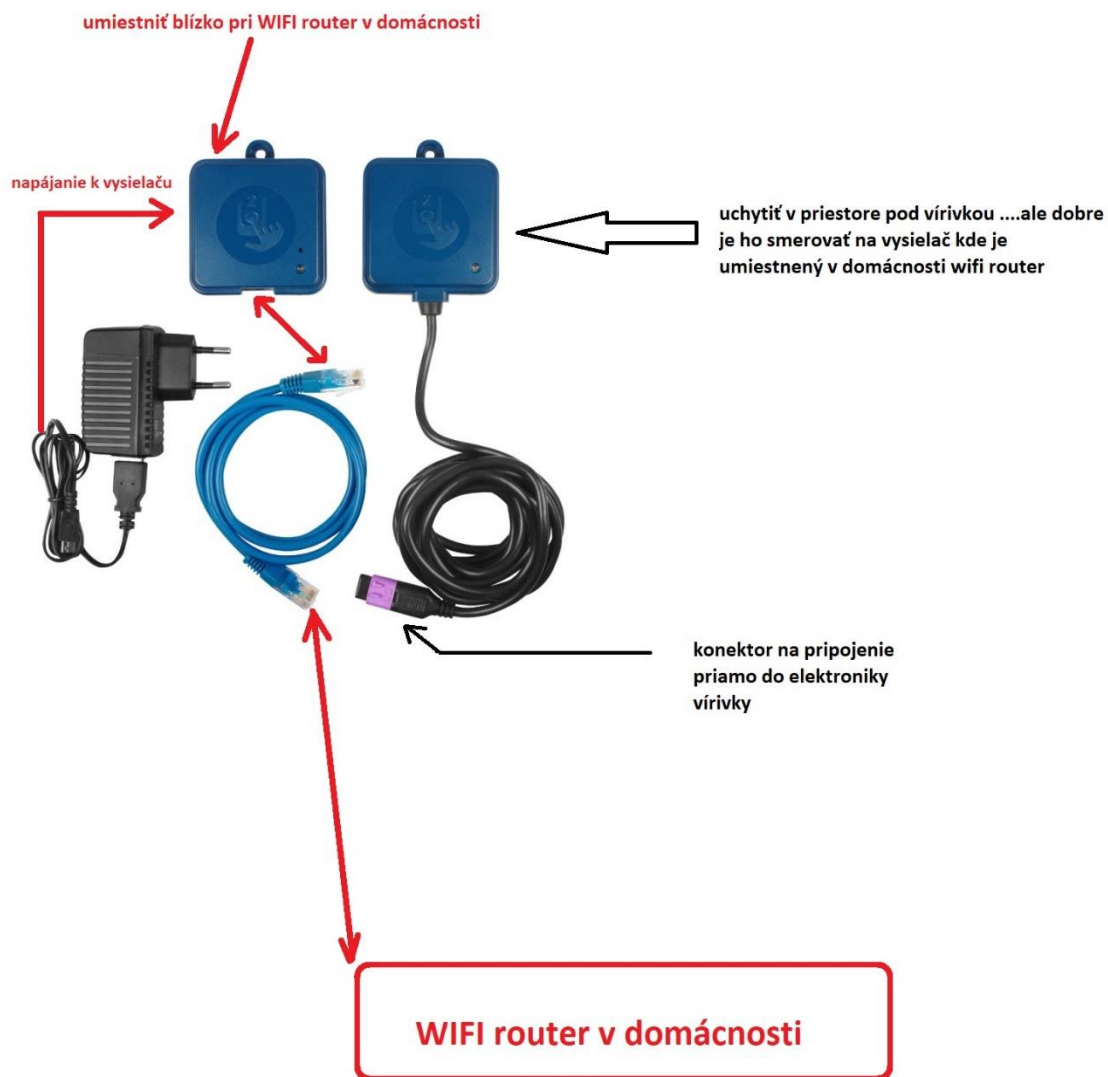 umiestniť blízko pri WIFI router v domácnosti
napájanie k vysielaču
uchytiť v priestore pod vírivkou ....ale dobre
je ho smerovať na vysielač kde je
umiestnený v domácnosti wifi router
konektor na pripojenie
priamo do elektroniky
vírivky
WIFI router v domácnosti